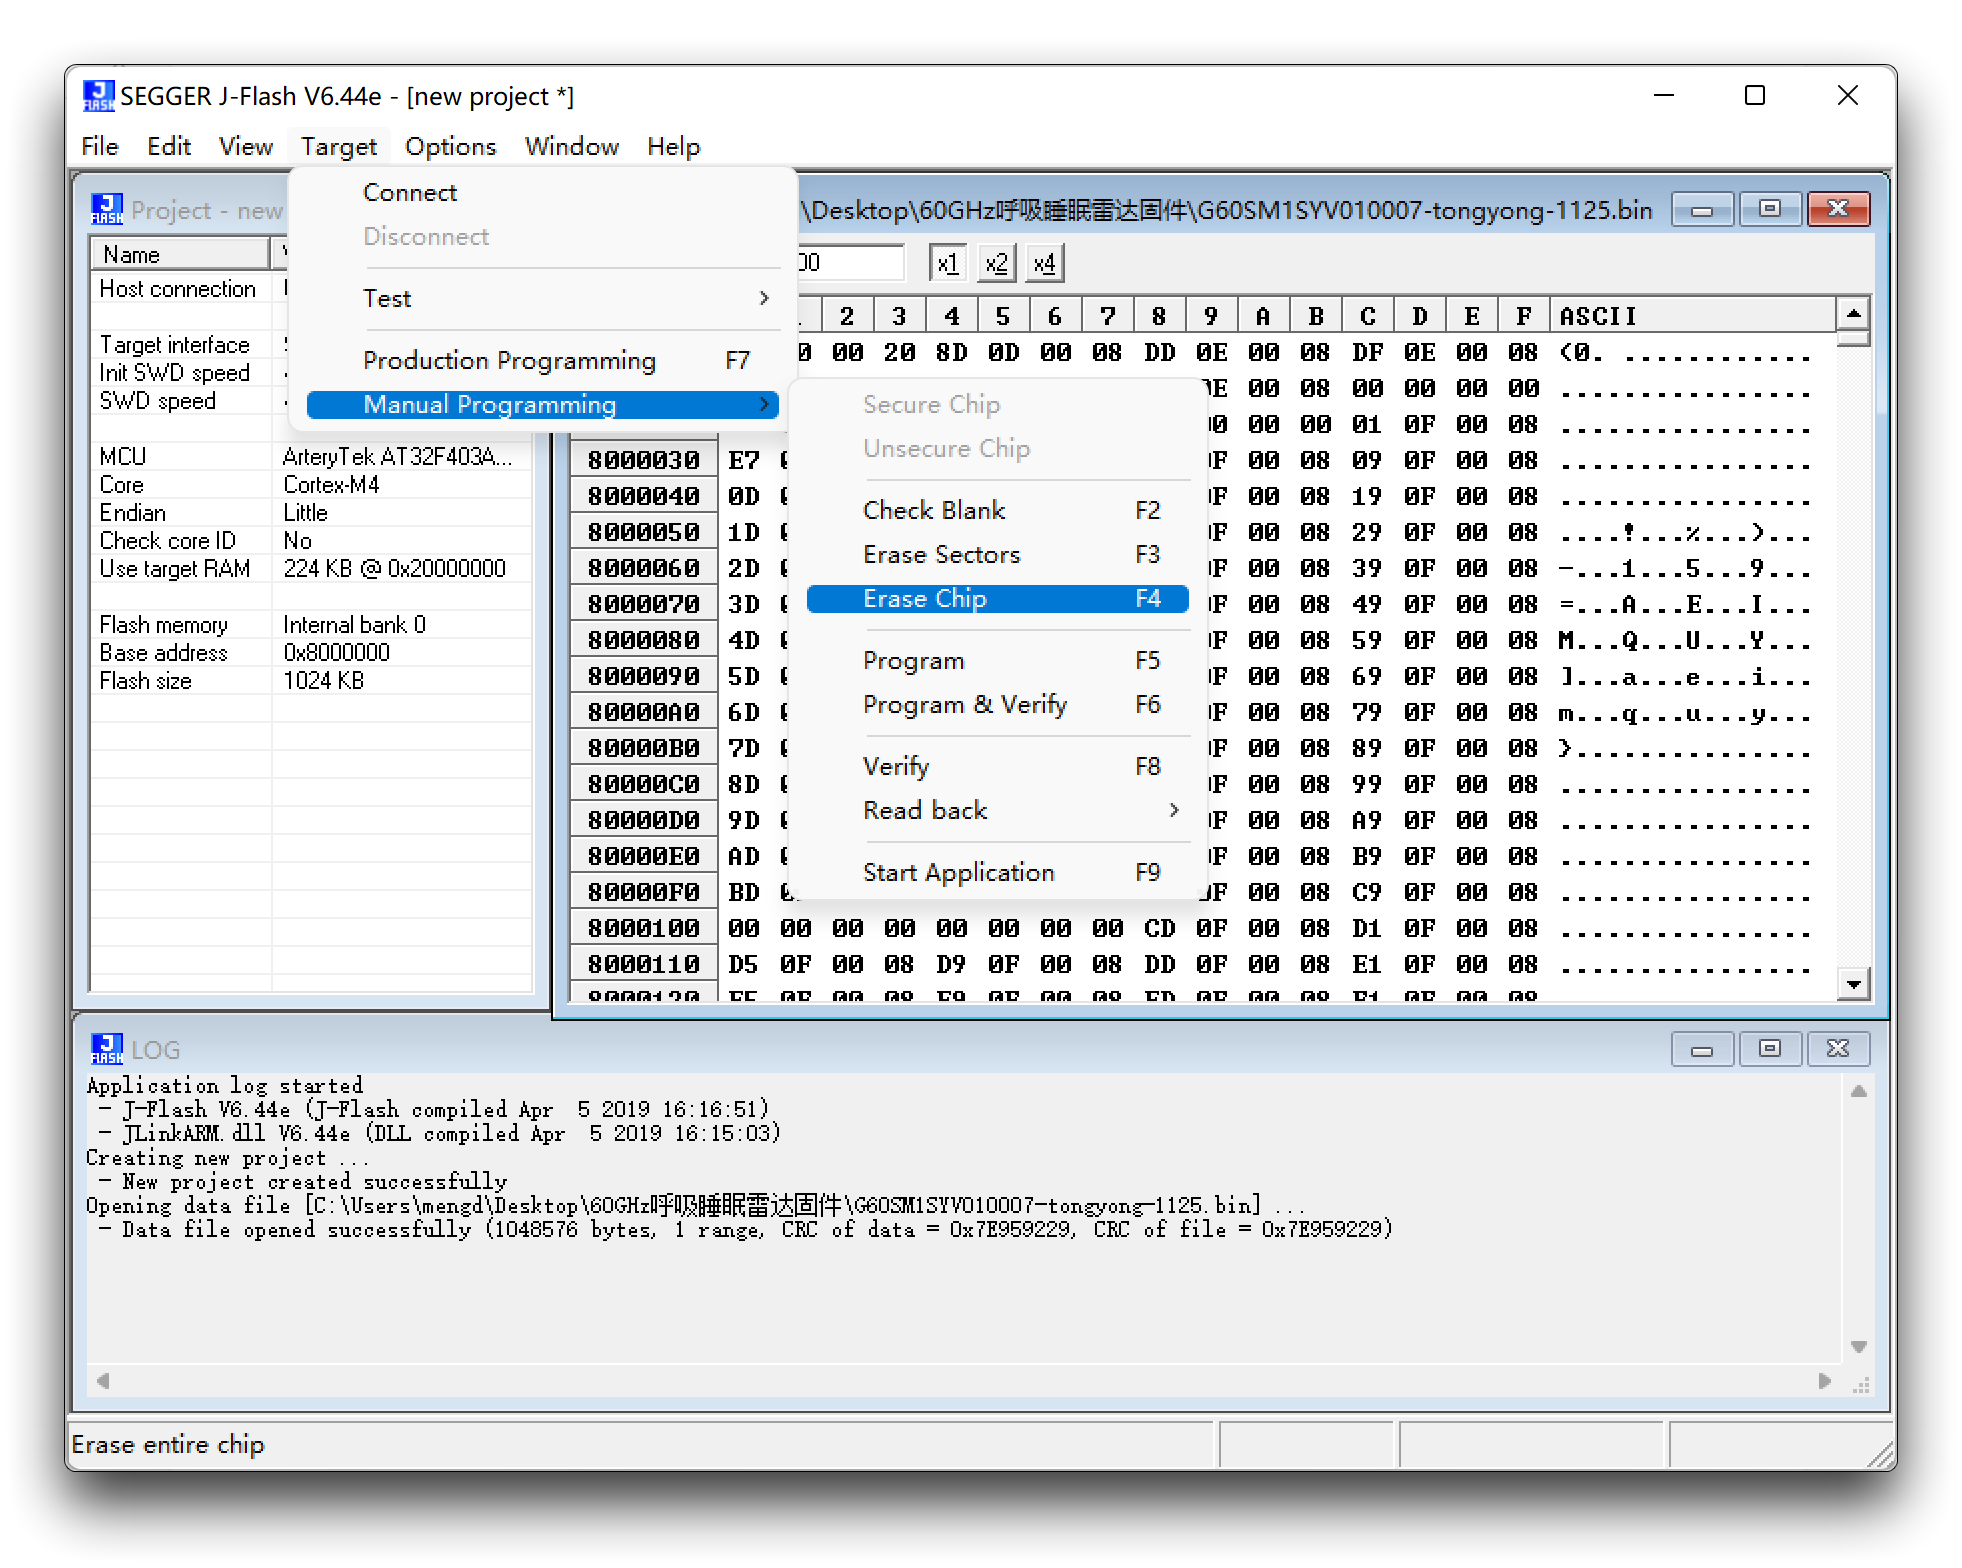 SEGGER J-Flash V6.44e - [new project *]
File Edit View Target Options Window Help
Project - new
\Desktop\60GHz呼吸睡眠雷达固件\G60SM1SYV010007-tongyong-1125.bin
Connect
Disconnect
Test
Production Programming F7
Manual Programming
Secure Chip
Unsecure Chip
Check Blank F2
Erase Sectors F3
Erase Chip F4
Program F5
Program & Verify F6
Verify F8
Read back
Start Application F9
Name
Host connection
Target interface
Init SWD speed
SWD speed
MCU ArteryTek AT32F403A...
Core Cortex-M4
Endian Little
Check core ID No
Use target RAM 224 KB @ 0x20000000
Flash memory Internal bank 0
Base address 0x8000000
Flash size 1024 KB
x1 x2 x4
2 3 4 5 6 7 8 9 A B C D E F ASCII
00 20 8D 0D 00 08 DD 0E 00 08 DF 0E 00 08 (0. ............
00 08 00 00 00 00 ................
00 00 01 0F 00 08 ................
8000030 E7 00 08 09 0F 00 08 ................
8000040 0D 00 08 19 0F 00 08 ................
8000050 1D 00 08 29 0F 00 08 ....!...%...)...
8000060 2D 00 08 39 0F 00 08 -...1...5...9...
8000070 3D 00 08 49 0F 00 08 =...A...E...I...
8000080 4D 00 08 59 0F 00 08 M...Q...U...Y...
8000090 5D 00 08 69 0F 00 08 ]...a...e...i...
80000A0 6D 00 08 79 0F 00 08 m...q...u...y...
80000B0 7D 00 08 89 0F 00 08 }...............
80000C0 8D 00 08 99 0F 00 08 ................
80000D0 9D 00 08 A9 0F 00 08 ................
80000E0 AD 00 08 B9 0F 00 08 ................
80000F0 BD 00 08 C9 0F 00 08 ................
8000100 00 00 00 00 00 00 00 00 CD 0F 00 08 D1 0F 00 08 ................
8000110 D5 0F 00 08 D9 0F 00 08 DD 0F 00 08 E1 0F 00 08 ................
LOG
Application log started
- J-Flash V6.44e (J-Flash compiled Apr 5 2019 16:16:51)
- JLinkARM.dll V6.44e (DLL compiled Apr 5 2019 16:15:03)
Creating new project ...
- New project created successfully
Opening data file [C:\Users\mengd\Desktop\60GHz呼吸睡眠雷达固件\G60SM1SYV010007-tongyong-1125.bin] ...
- Data file opened successfully (1048576 bytes, 1 range, CRC of data = 0x7E959229, CRC of file = 0x7E959229)
Erase entire chip